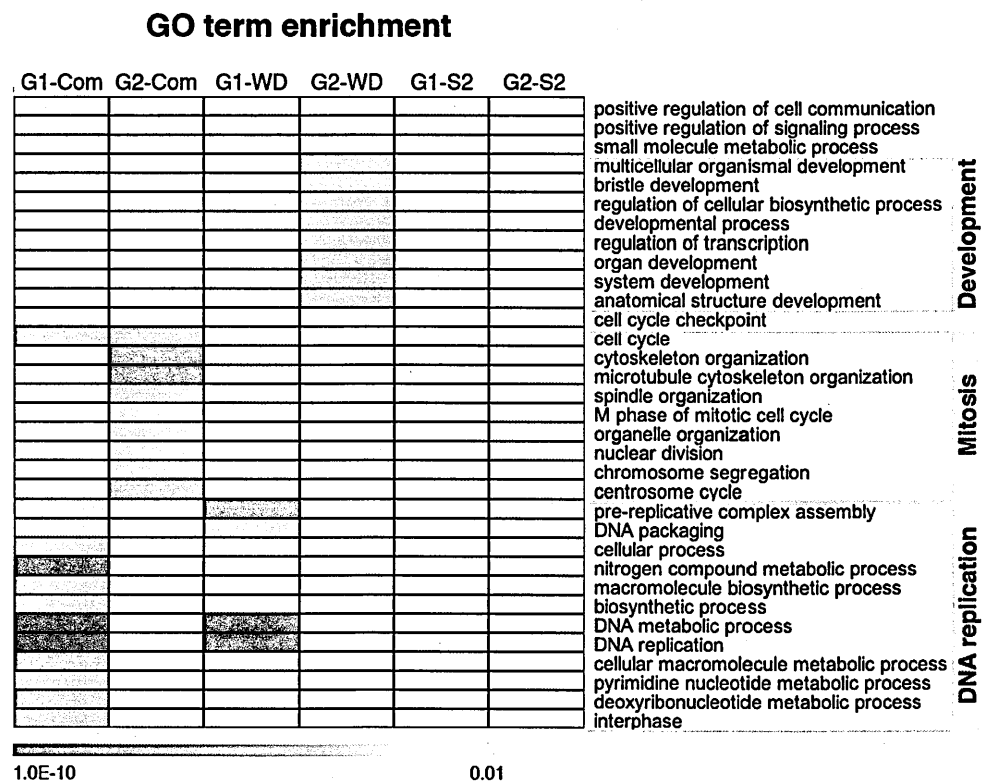 GO term enrichment
G1-Com G2-Com G1-WD G2-WD G1-S2 G2-S2
positive regulation of cell communication
positive regulation of signaling process
small molecule metabolic process
multicellular organismal development
bristle development
regulation of cellular biosynthetic process
developmental process
regulation of transcription
organ development
system development
anatomical structure development
Development
cell cycle checkpoint
cell cycle
cytoskeleton organization
microtubule cytoskeleton organization
spindle organization
M phase of mitotic cell cycle
organelle organization
nuclear division
chromosome segregation
centrosome cycle
Mitosis
pre-replicative complex assembly
DNA packaging
cellular process
nitrogen compound metabolic process
macromolecule biosynthetic process
biosynthetic process
DNA metabolic process
DNA replication
cellular macromolecule metabolic process
pyrimidine nucleotide metabolic process
deoxyribonucleotide metabolic process
interphase
DNA replication
1.0E-10 0.01